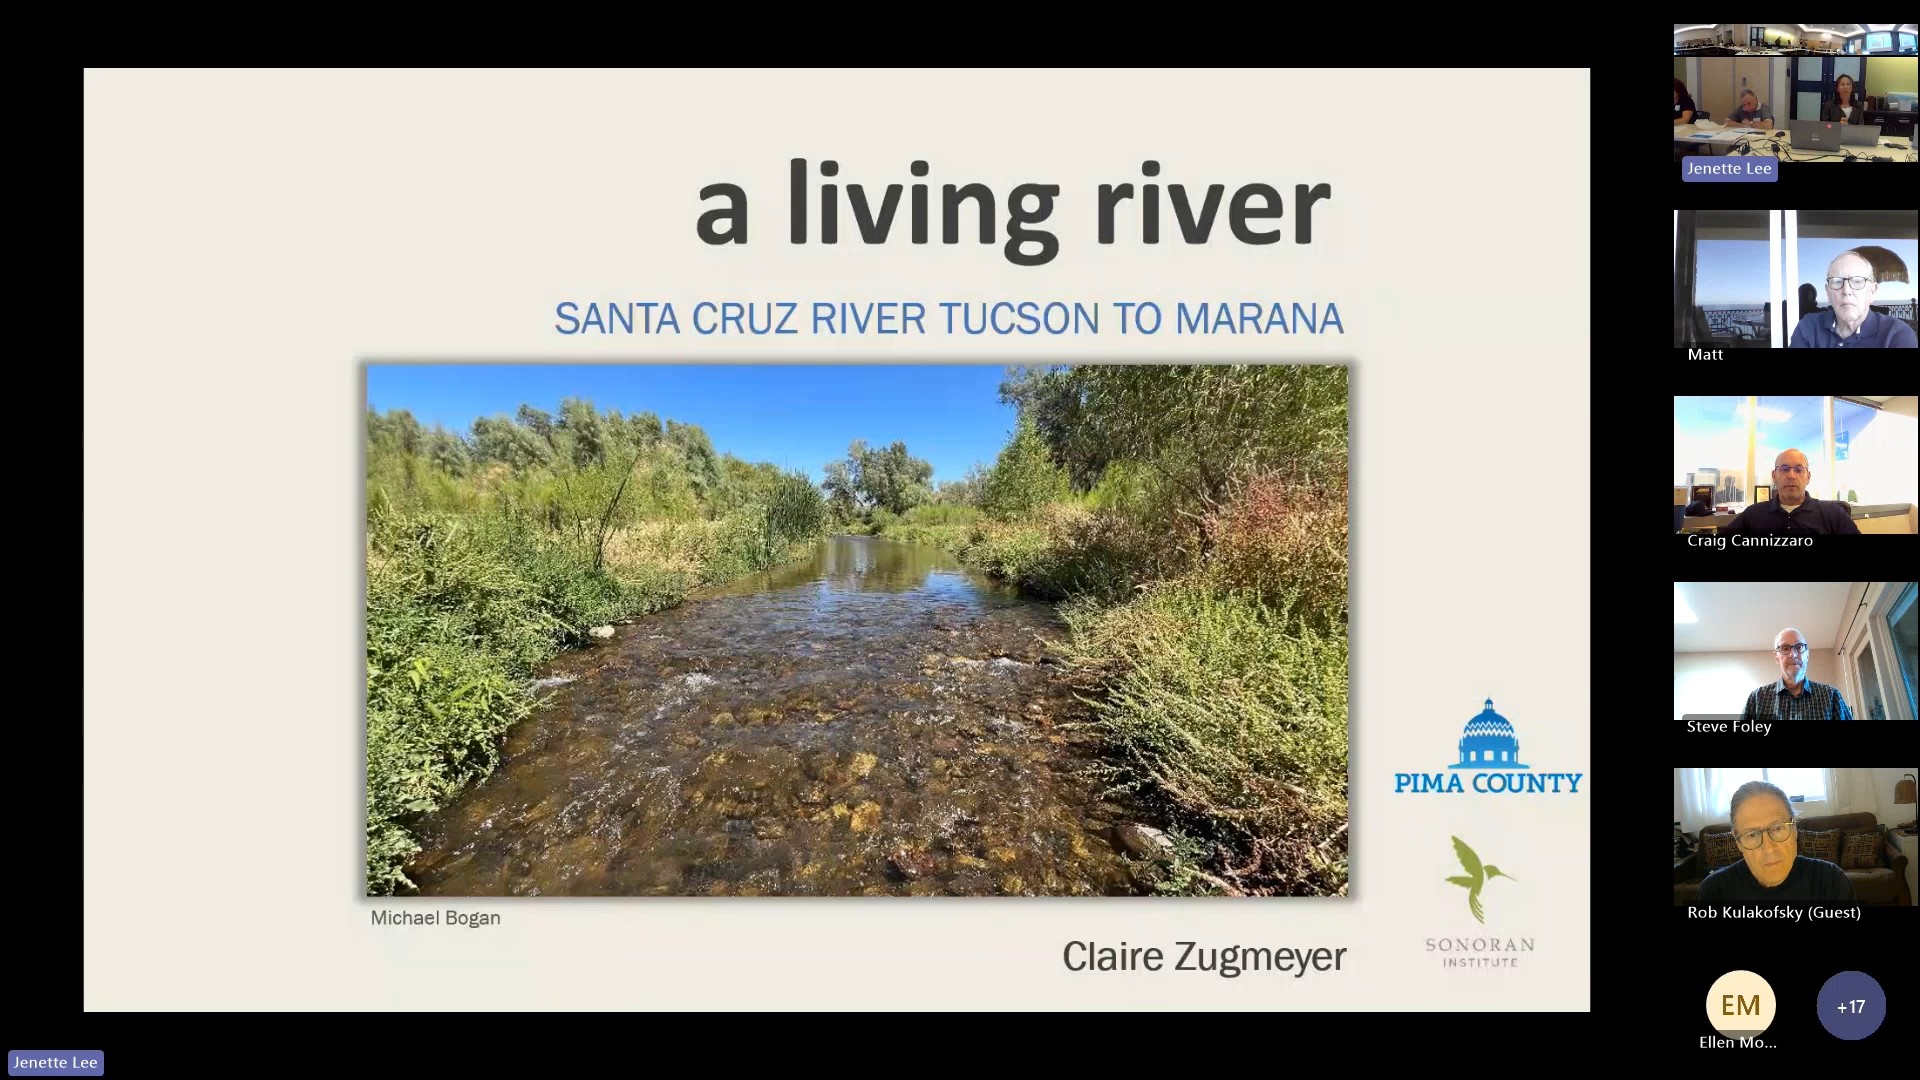 a living river
SANTA CRUZ RIVER TUCSON TO MARANA
Michael Bogan
Claire Zugmeyer
PIMA COUNTY
SONORAN
INSTITUTE
Jenette Lee
Matt
Craig Cannizzaro
Steve Foley
Rob Kulakofsky (Guest)
EM
Ellen Mo...
+17
Jenette Lee